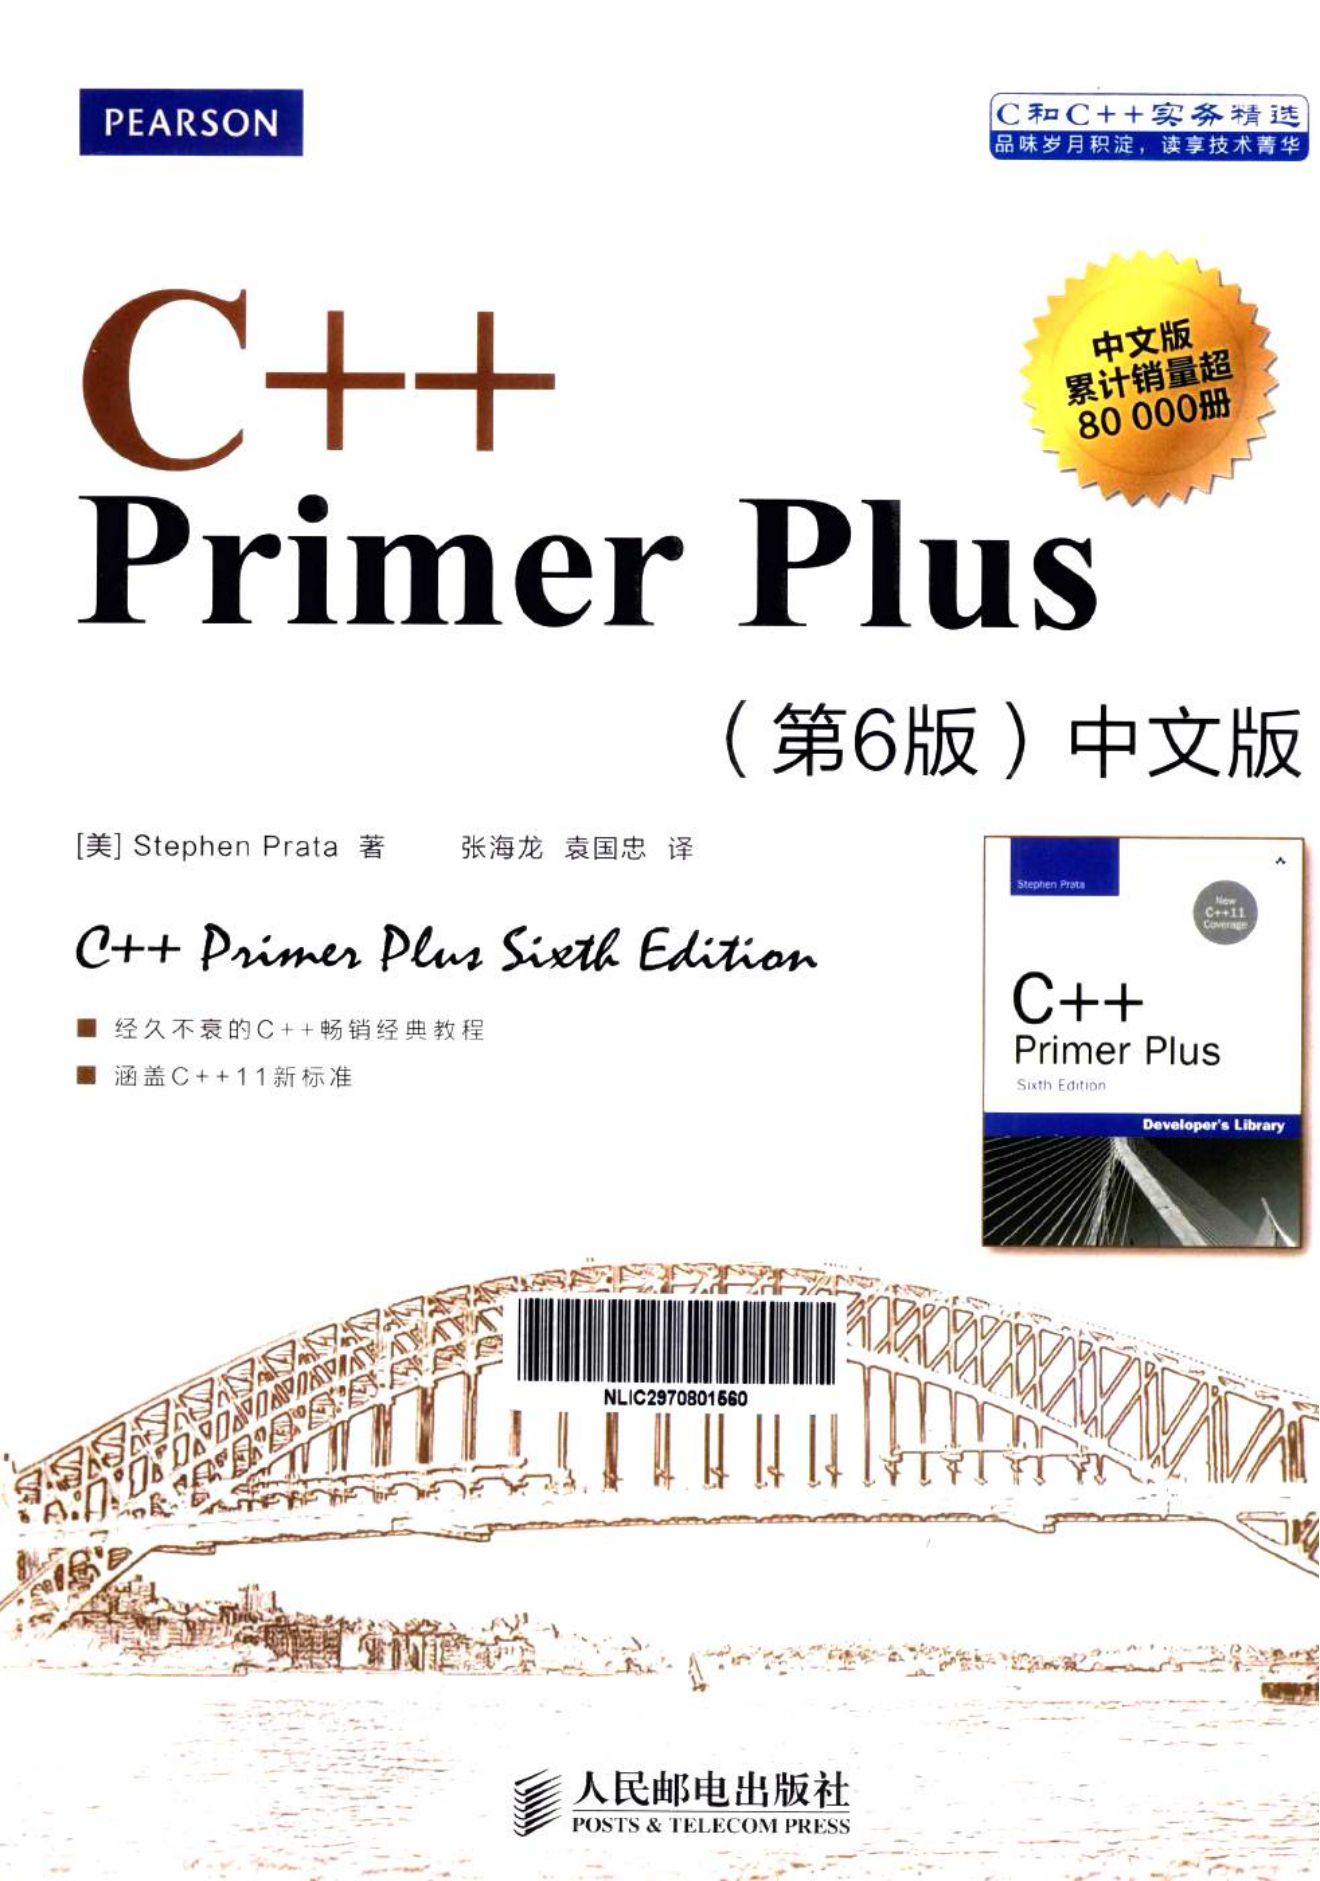 PEARSON
C和C++实务精选
品味岁月积淀，读享技术菁华
C++
中文版
累计销量超
80 000册
Primer Plus
（第6版）中文版
[美] Stephen Prata 著 张海龙 袁国忠 译
C++ Primer Plus Sixth Edition
■ 经久不衰的C++畅销经典教程
■ 涵盖C++11新标准
Stephen Prata
New
C++11
Coverage
C++
Primer Plus
Sixth Edition
Developer's Library
NLIC2970801560
人民邮电出版社
POSTS & TELECOM PRESS